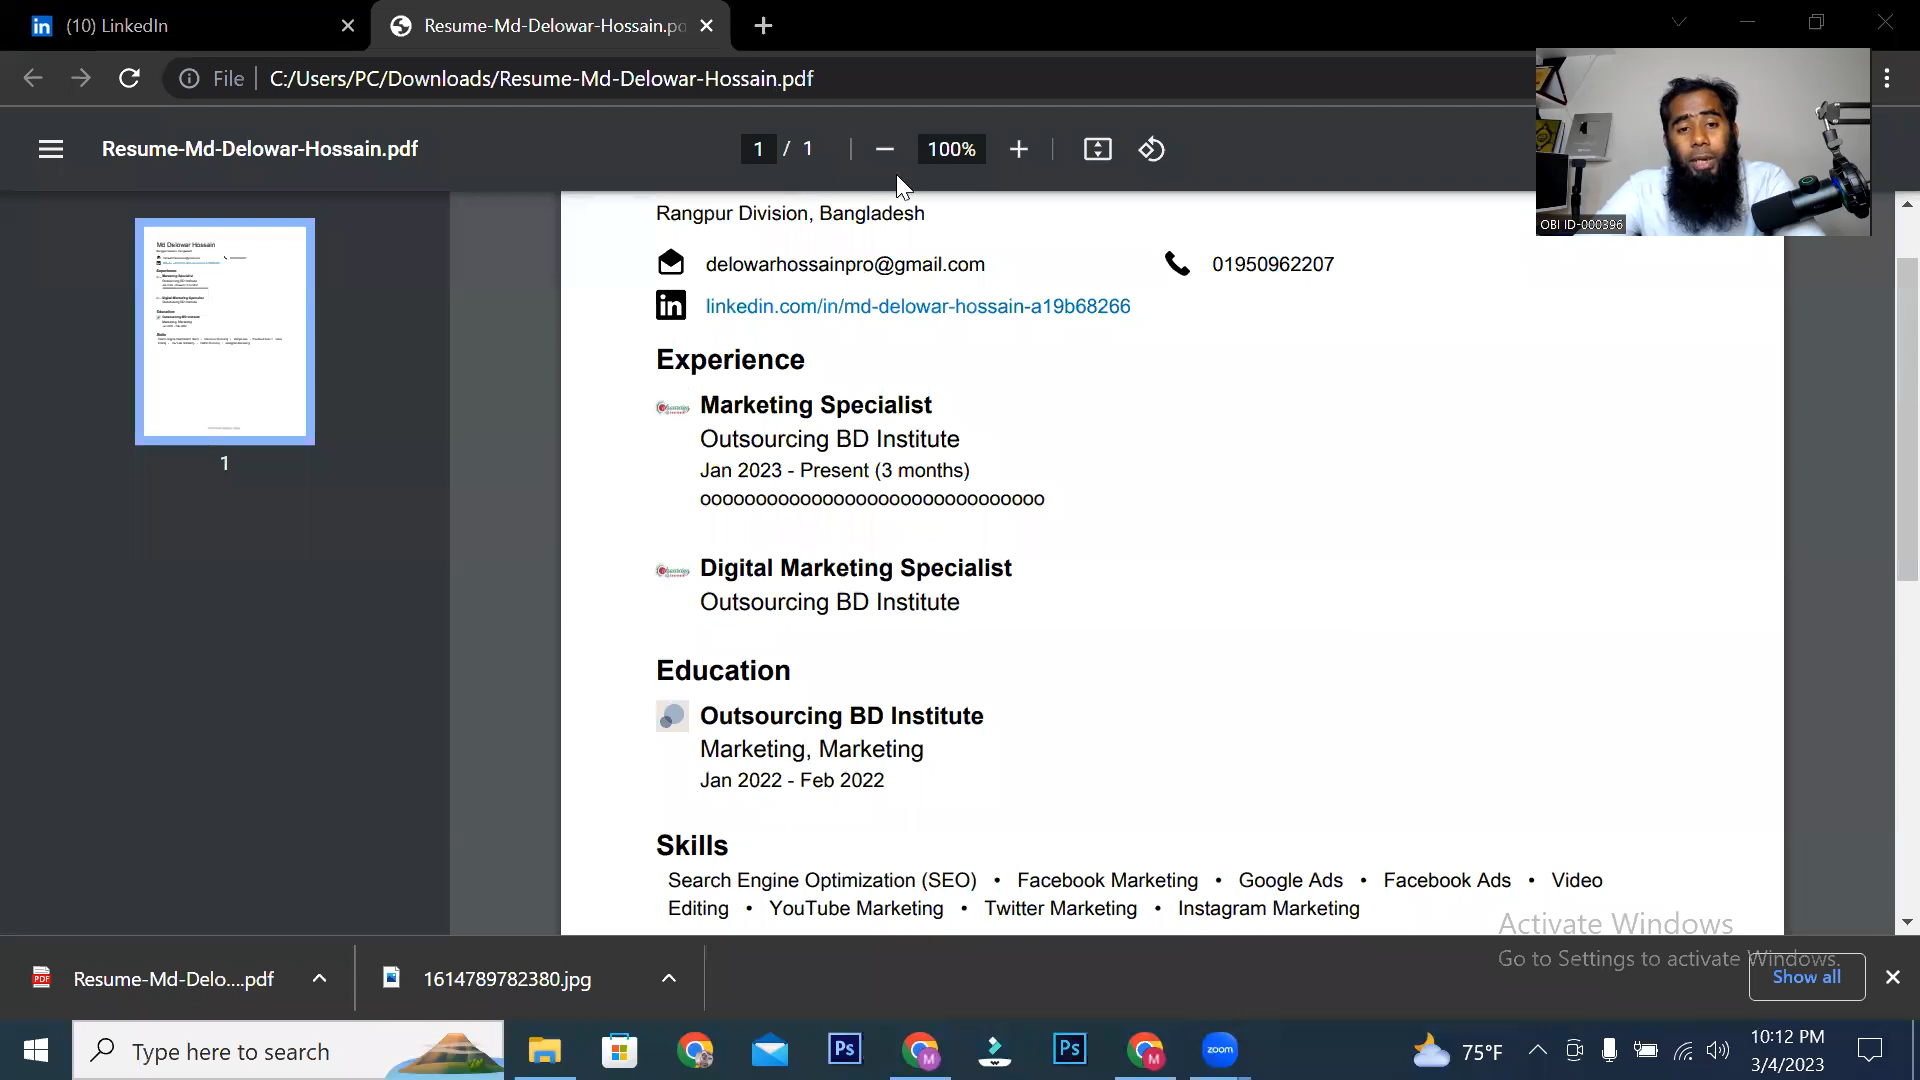 (10) LinkedIn
Resume-Md-Delowar-Hossain.pd
File
C:/Users/PC/Downloads/Resume-Md-Delowar-Hossain.pdf
Resume-Md-Delowar-Hossain.pdf
1 / 1
100%
OBI ID-000396
Md Delowar Hossain
1
Rangpur Division, Bangladesh
delowarhossainpro@gmail.com
01950962207
linkedin.com/in/md-delowar-hossain-a19b68266
Experience
Marketing Specialist
Outsourcing BD Institute
Jan 2023 - Present (3 months)
ooooooooooooooooooooooooooooooo
Digital Marketing Specialist
Outsourcing BD Institute
Education
Outsourcing BD Institute
Marketing, Marketing
Jan 2022 - Feb 2022
Skills
Search Engine Optimization (SEO) • Facebook Marketing • Google Ads • Facebook Ads • Video
Editing • YouTube Marketing • Twitter Marketing • Instagram Marketing
Activate Windows
Go to Settings to activate Windows.
Resume-Md-Delo....pdf
1614789782380.jpg
Show all
Type here to search
Ps
Ps
zoom
75°F
10:12 PM
3/4/2023